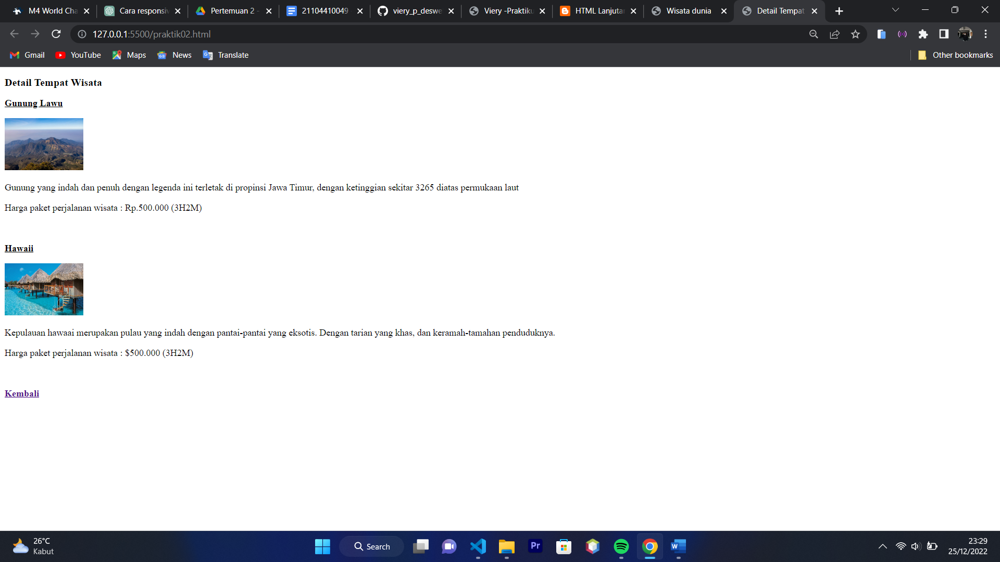 M4 World Cha
Cara responsiv
Pertemuan 2 -
21104410049
viery_p_deswe
Viery -Praktiku
HTML Lanjutan
Wisata dunia
Detail Tempat
127.0.0.1:5500/praktik02.html
Gmail
YouTube
Maps
News
Translate
Other bookmarks
Detail Tempat Wisata
Gunung Lawu
Gunung yang indah dan penuh dengan legenda ini terletak di propinsi Jawa Timur, dengan ketinggian sekitar 3265 diatas permukaan laut
Harga paket perjalanan wisata : Rp.500.000 (3H2M)
Hawaii
Kepulauan hawaai merupakan pulau yang indah dengan pantai-pantai yang eksotis. Dengan tarian yang khas, dan keramah-tamahan penduduknya.
Harga paket perjalanan wisata : $500.000 (3H2M)
Kembali
26°C
Kabut
Search
Pr
23:29
25/12/2022